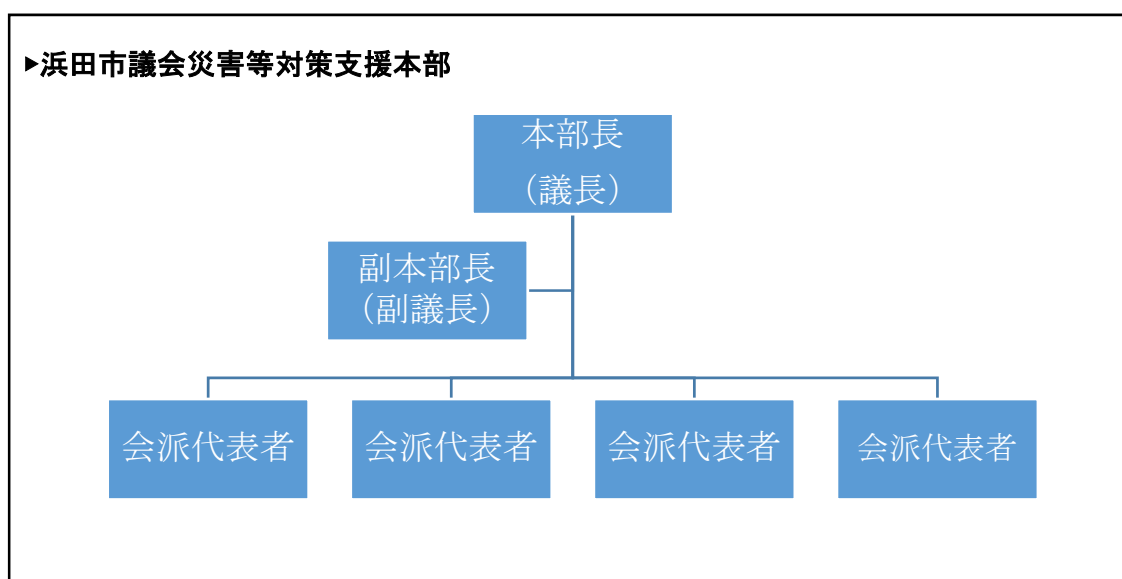 ▶浜田市議会災害等対策支援本部
本部長
（議長）
副本部長
（副議長）
会派代表者
会派代表者
会派代表者
会派代表者